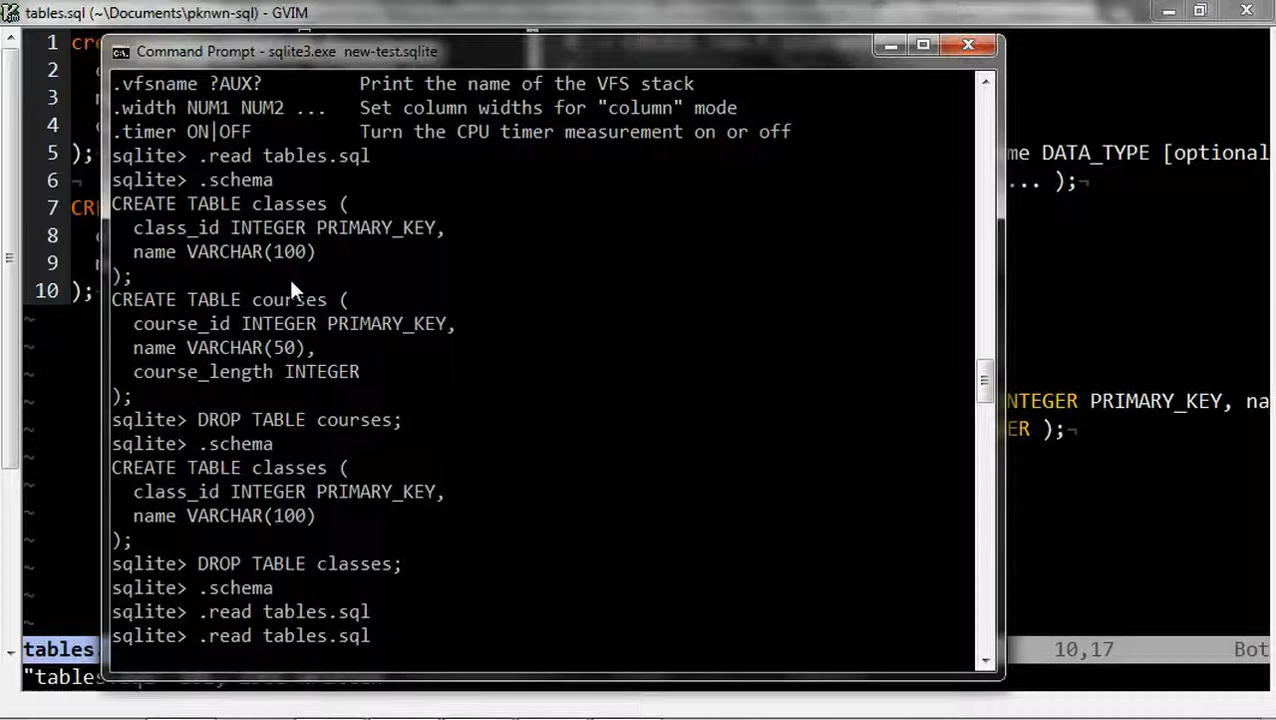 tables.sql (~\Documents\pknwn-sql) - GVIM
Command Prompt - sqlite3.exe new-test.sqlite
.vfsname ?AUX? Print the name of the VFS stack
.width NUM1 NUM2 ... Set column widths for "column" mode
.timer ON|OFF Turn the CPU timer measurement on or off
sqlite> .read tables.sql
sqlite> .schema
CREATE TABLE classes (
class_id INTEGER PRIMARY_KEY,
name VARCHAR(100)
);
CREATE TABLE courses (
course_id INTEGER PRIMARY_KEY,
name VARCHAR(50),
course_length INTEGER
);
sqlite> DROP TABLE courses;
sqlite> .schema
CREATE TABLE classes (
class_id INTEGER PRIMARY_KEY,
name VARCHAR(100)
);
sqlite> DROP TABLE classes;
sqlite> .schema
sqlite> .read tables.sql
sqlite> .read tables.sql
1 cr
2
3
4
5 );
6
7 CR
8
9
10 );
me DATA_TYPE [optional
... );
NTEGER PRIMARY_KEY, na
ER );
tables. 10,17 Bot
"table